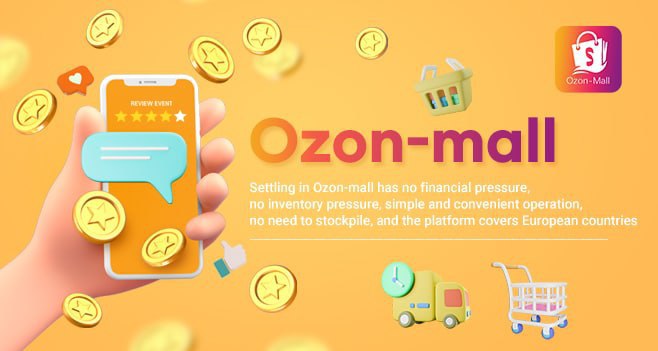 REVIEW EVENT
S
Ozon-Mall
Ozon-mall
Settling in Ozon-mall has no financial pressure,
no inventory pressure, simple and convenient operation,
no need to stockpile, and the platform covers European countries